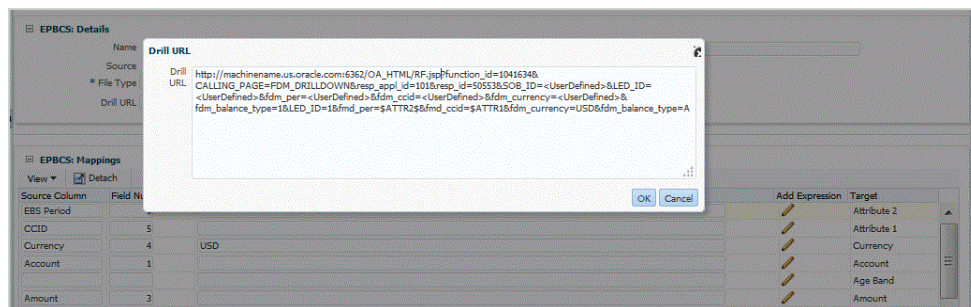 EPBCS: Details
Name
Source
* File Type
Drill URL
Drill URL
Drill URL
http://machinename.us.oracle.com:6362/OA_HTML/RF.jsp?function_id=1041634&
CALLING_PAGE=FDM_DRILLDOWN&resp_appl_id=101&resp_id=50553&SOB_ID=<UserDefined>&LED_ID=
<UserDefined>&fdm_per=<UserDefined>&fdm_ccid=<UserDefined>&fdm_currency=<UserDefined>&
fdm_balance_type=1&LED_ID=1&fmd_per=$ATTR2$&fmd_ccid=$ATTR1&fdm_currency=USD&fdm_balance_type=A
OK Cancel
EPBCS: Mappings
View Detach
Source Column Field Nu Add Expression Target
EBS Period Attribute 2
CCID 5 Attribute 1
Currency 4 USD Currency
Account 1 Account
Age Band
Amount 3 Amount